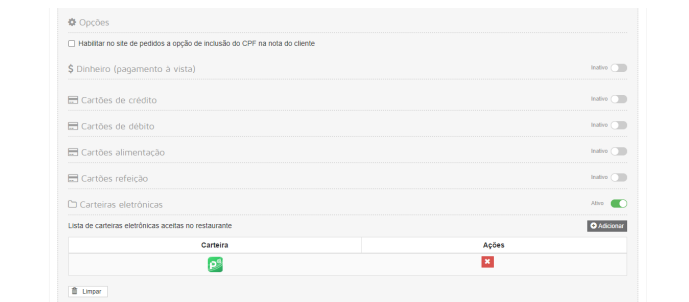 Opções
Habilitar no site de pedidos a opção de inclusão do CPF na nota do cliente
$ Dinheiro (pagamento à vista) Inativo
Cartões de crédito Inativo
Cartões de débito Inativo
Cartões alimentação Inativo
Cartões refeição Inativo
Carteiras eletrônicas Ativo
Lista de carteiras eletrônicas aceitas no restaurante Adicionar
Carteira Ações
Limpar